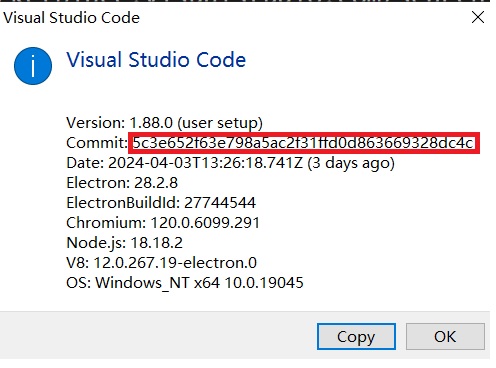 Visual Studio Code
Visual Studio Code
Version: 1.88.0 (user setup)
Commit: 5c3e652f63e798a5ac2f31ffd0d863669328dc4c
Date: 2024-04-03T13:26:18.741Z (3 days ago)
Electron: 28.2.8
ElectronBuildId: 27744544
Chromium: 120.0.6099.291
Node.js: 18.18.2
V8: 12.0.267.19-electron.0
OS: Windows_NT x64 10.0.19045
Copy
OK